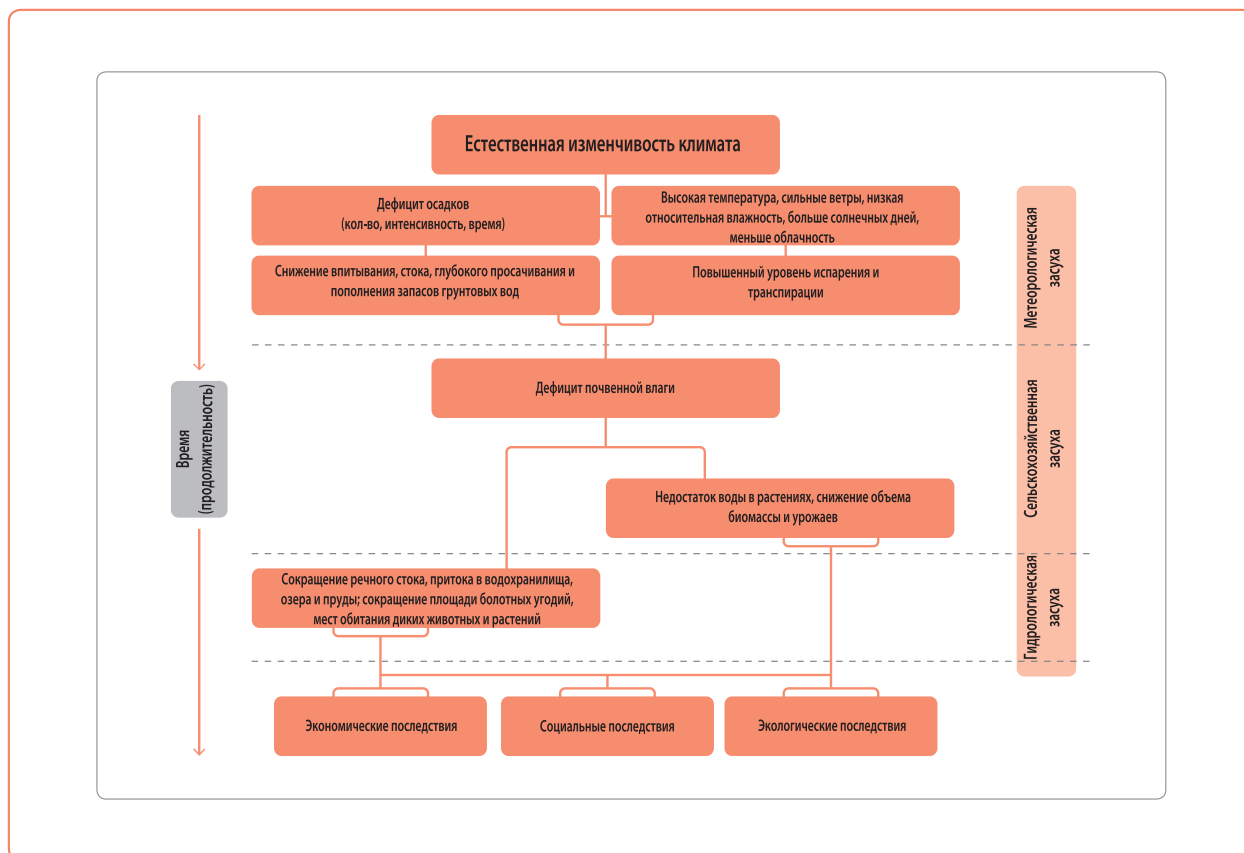 Естественная изменчивость климата
Дефицит осадков
(кол-во, интенсивность, время)
Высокая температура, сильные ветры, низкая
относительная влажность, больше солнечных дней,
меньше облачность
Снижение впитывания, стока, глубокого просачивания и
пополнения запасов грунтовых вод
Повышенный уровень испарения и
транспирации
Метеорологическая
засуха
Дефицит почвенной влаги
Время
(продолжительность)
Сельскохозяйственная
засуха
Недостаток воды в растениях, снижение объема
биомассы и урожаев
Сокращение речного стока, притока в водохранилища,
озера и пруды; сокращение площади болотных угодий,
мест обитания диких животных и растений
Гидрологическая
засуха
Экономические последствия
Социальные последствия
Экологические последствия